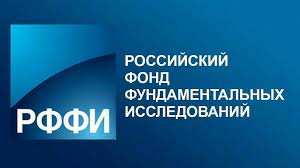 РФФИ
РОССИЙСКИЙ
ФОНД
ФУНДАМЕНТАЛЬНЫХ
ИССЛЕДОВАНИЙ